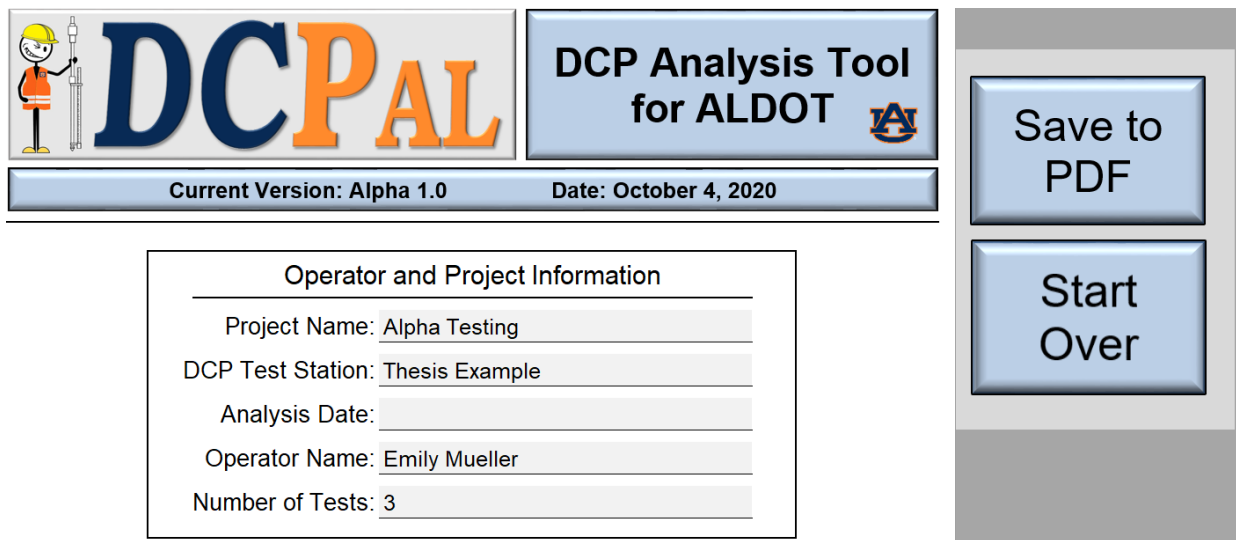 DCPAL
DCP Analysis Tool
for ALDOT
AU
Current Version: Alpha 1.0 Date: October 4, 2020
Save to
PDF
Start
Over
Operator and Project Information
Project Name: Alpha Testing
DCP Test Station: Thesis Example
Analysis Date:
Operator Name: Emily Mueller
Number of Tests: 3